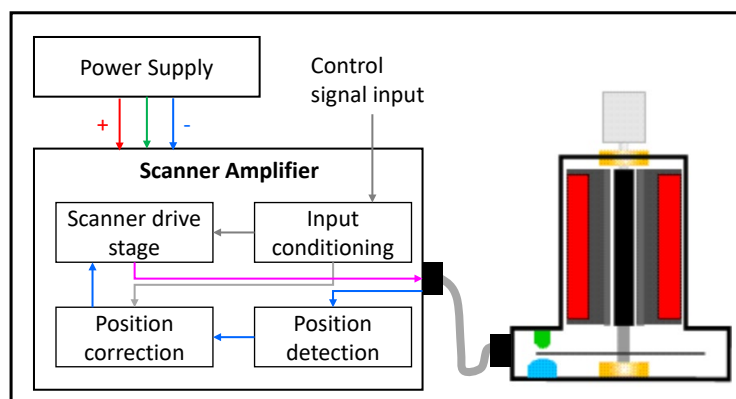 Power Supply
Control
signal input
+
-
Scanner Amplifier
Scanner drive
stage
Input
conditioning
Position
correction
Position
detection